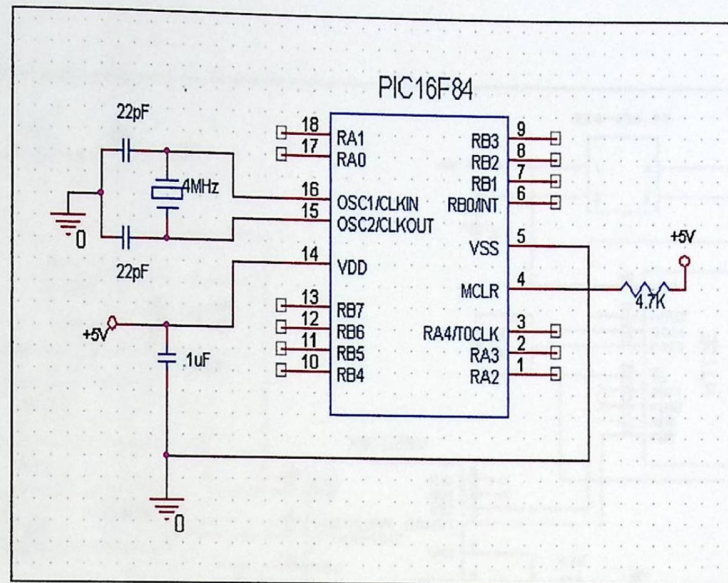 PIC16F84
22pF
4MHz
22pF
0
+5V
.1uF
0
18 RA1
17 RA0
16 OSC1/CLKIN
15 OSC2/CLKOUT
14 VDD
13 RB7
12 RB6
11 RB5
10 RB4
RB3 9
RB2 8
RB1 7
RB0/INT 6
VSS 5
MCLR 4
RA4/T0CLK 3
RA3 2
RA2 1
+5V
4.7K